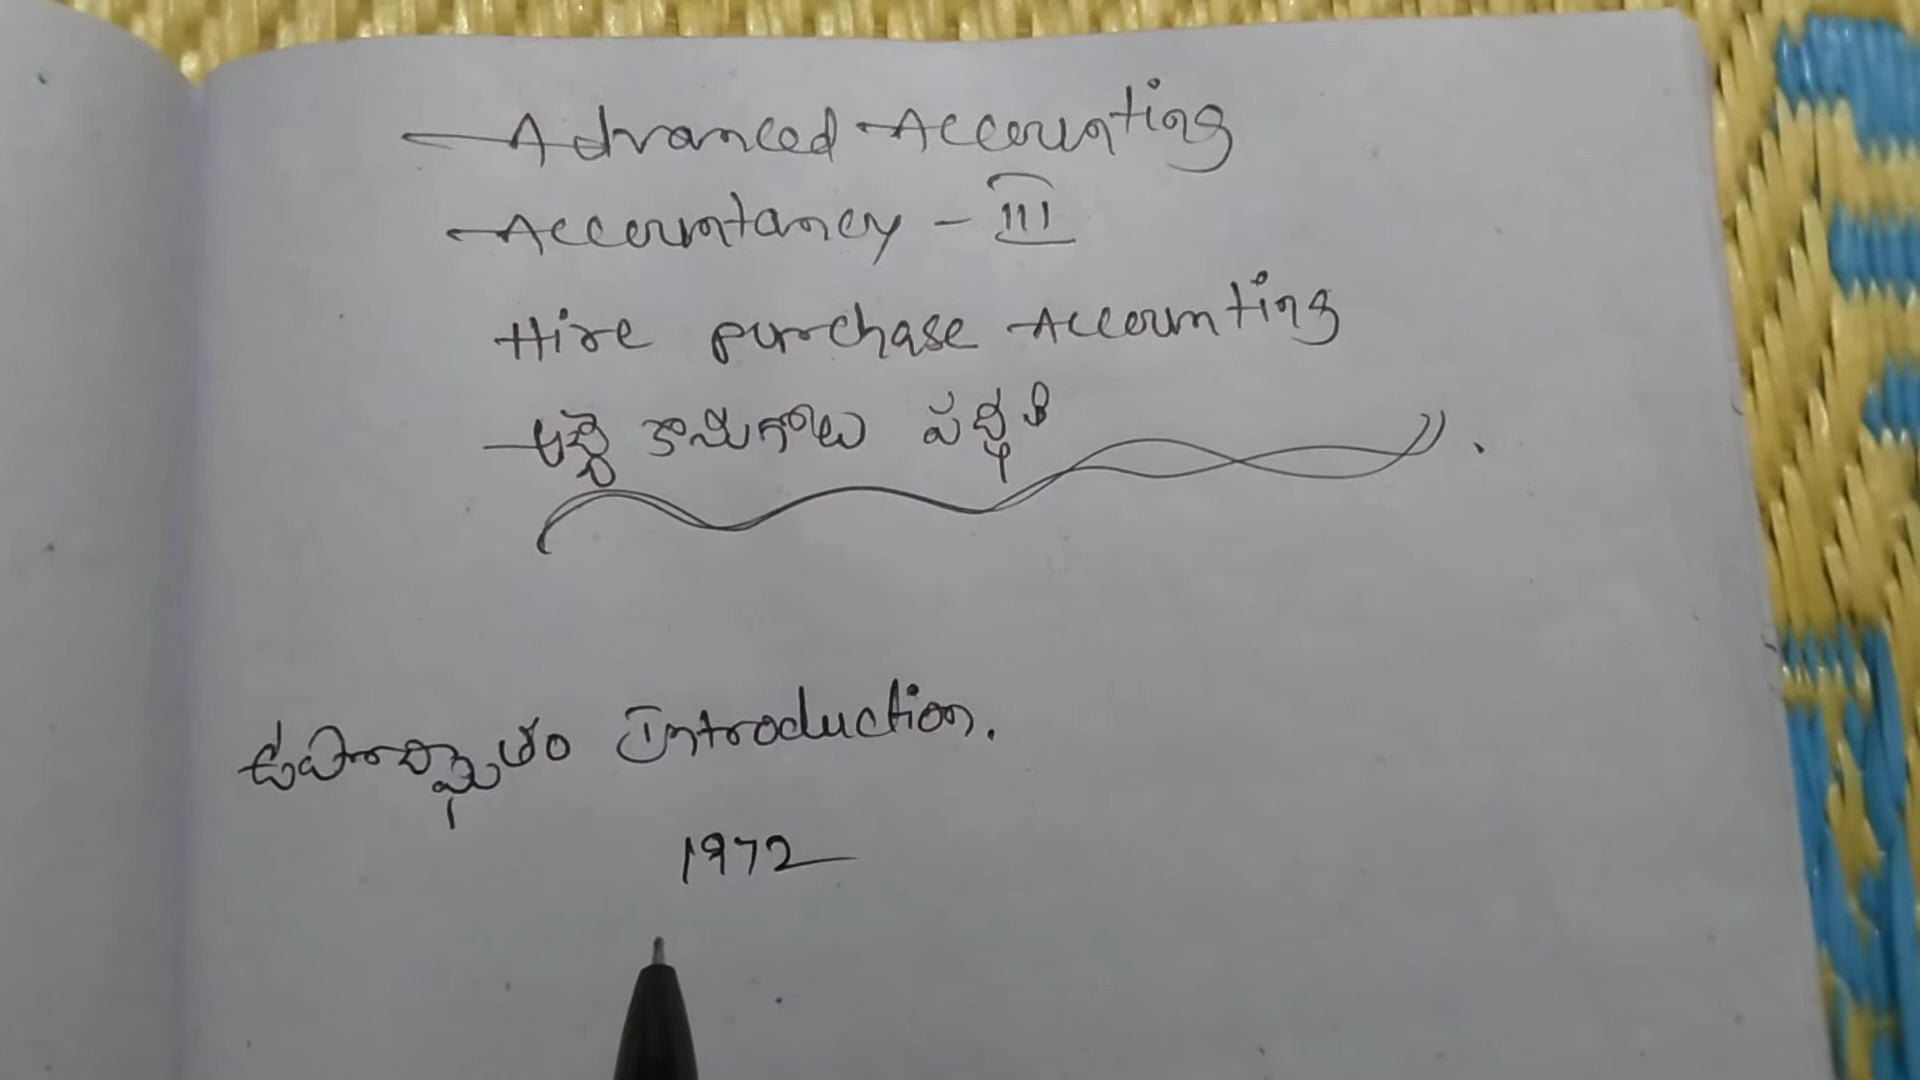 Advanced Accounting
Accountancy - III
Hire purchase Accounting
అద్దె కొనుగోలు పద్ధతి
ఉపోద్ఘాతం Introduction.
1972